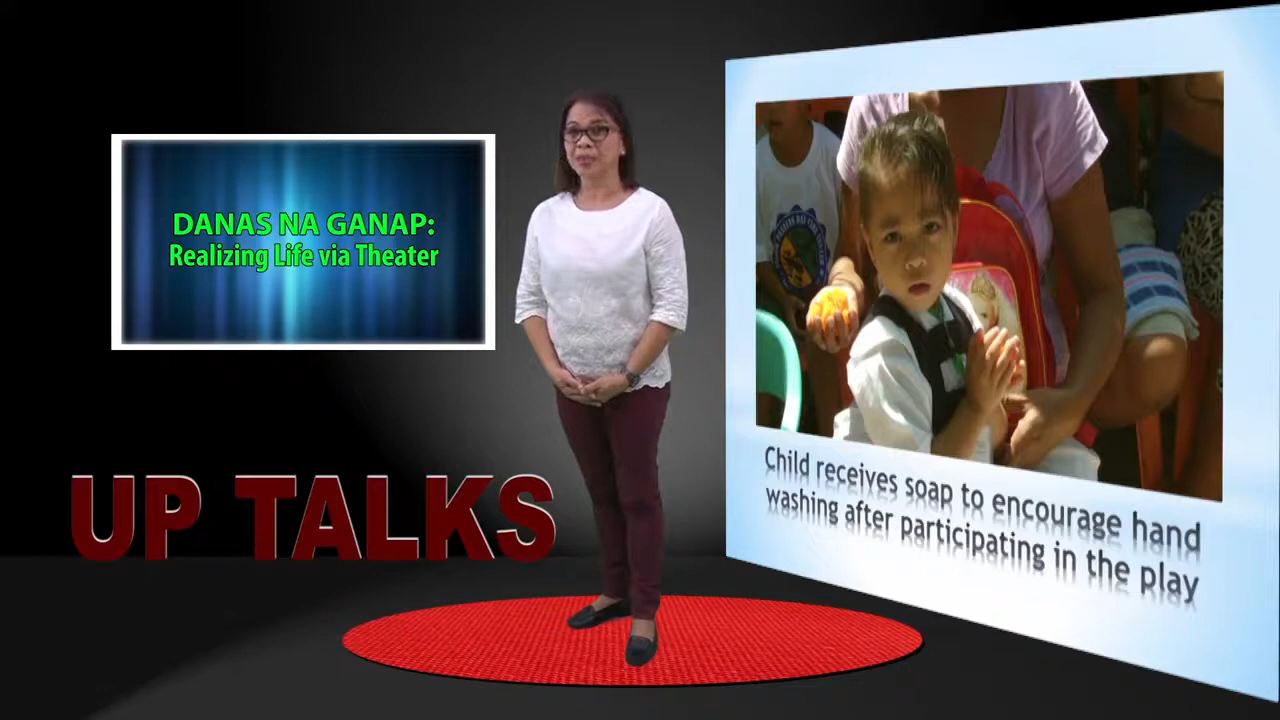 DANAS NA GANAP:
Realizing Life via Theater
UP TALKS
Child receives soap to encourage hand
washing after participating in the play